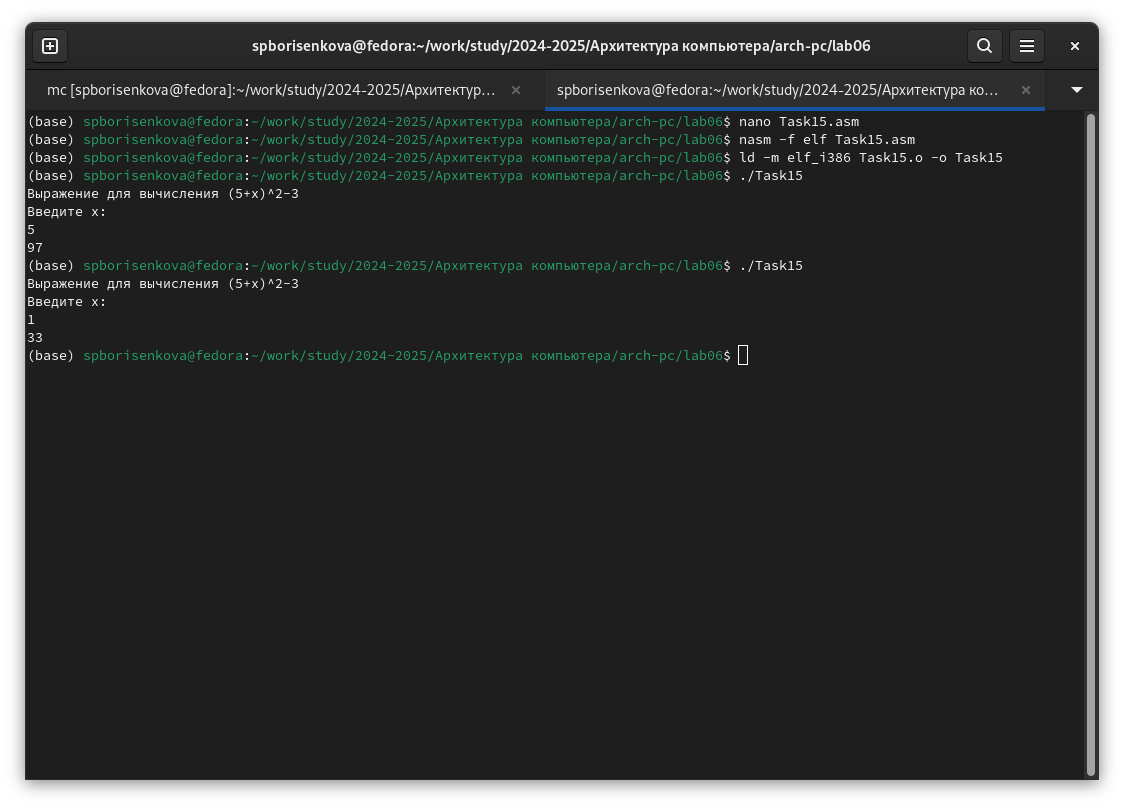 spborisenkova@fedora:~/work/study/2024-2025/Архитектура компьютера/arch-pc/lab06
mc [spborisenkova@fedora]:~/work/study/2024-2025/Архитектур...
spborisenkova@fedora:~/work/study/2024-2025/Архитектура ко...
(base) spborisenkova@fedora:~/work/study/2024-2025/Архитектура компьютера/arch-pc/lab06$ nano Task15.asm
(base) spborisenkova@fedora:~/work/study/2024-2025/Архитектура компьютера/arch-pc/lab06$ nasm -f elf Task15.asm
(base) spborisenkova@fedora:~/work/study/2024-2025/Архитектура компьютера/arch-pc/lab06$ ld -m elf_i386 Task15.o -o Task15
(base) spborisenkova@fedora:~/work/study/2024-2025/Архитектура компьютера/arch-pc/lab06$ ./Task15
Выражение для вычисления (5+x)^2-3
Введите x:
5
97
(base) spborisenkova@fedora:~/work/study/2024-2025/Архитектура компьютера/arch-pc/lab06$ ./Task15
Выражение для вычисления (5+x)^2-3
Введите x:
1
33
(base) spborisenkova@fedora:~/work/study/2024-2025/Архитектура компьютера/arch-pc/lab06$